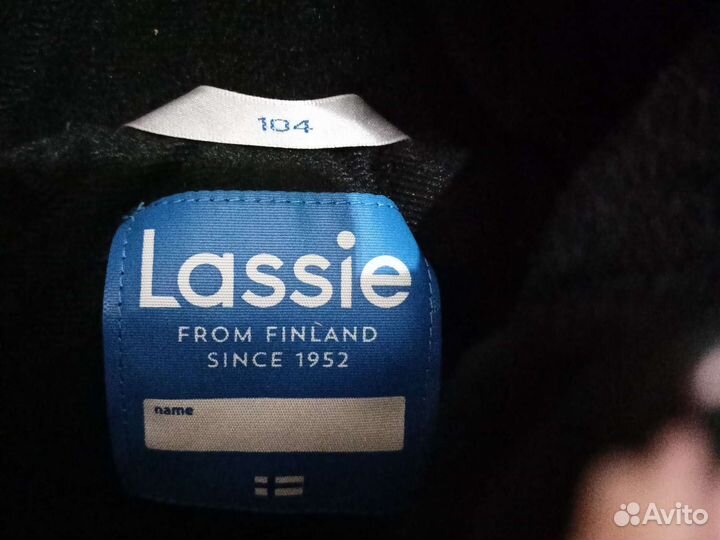 104
Lassie
FROM FINLAND
SINCE 1952
name
Avito